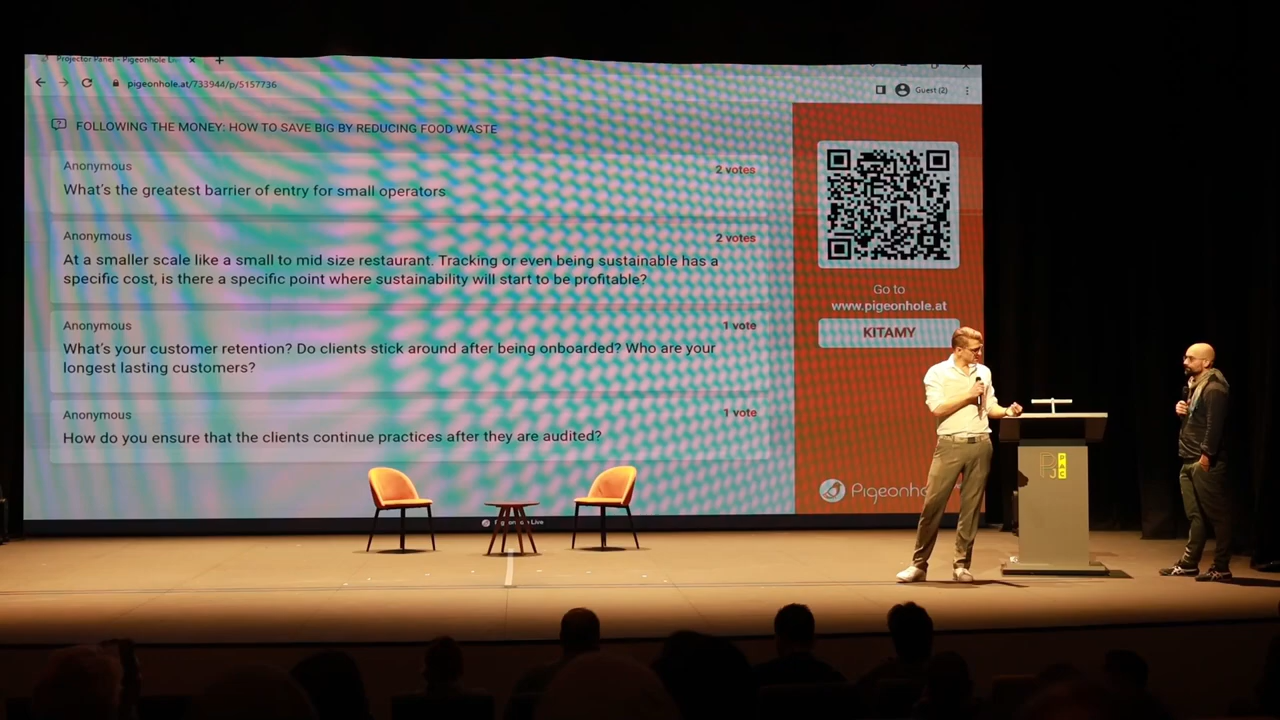 Projector Panel - Pigeonhole Li
pigeonhole.at/733944/p/5157736
Guest (2)
FOLLOWING THE MONEY: HOW TO SAVE BIG BY REDUCING FOOD WASTE
Anonymous
2 votes
What's the greatest barrier of entry for small operators
Anonymous
2 votes
At a smaller scale like a small to mid size restaurant. Tracking or even being sustainable has a
specific cost, is there a specific point where sustainability will start to be profitable?
Anonymous
1 vote
What's your customer retention? Do clients stick around after being onboarded? Who are your
longest lasting customers?
Anonymous
1 vote
How do you ensure that the clients continue practices after they are audited?
Go to
www.pigeonhole.at
KITAMY
Pigeonho
Live
PJ
PAC